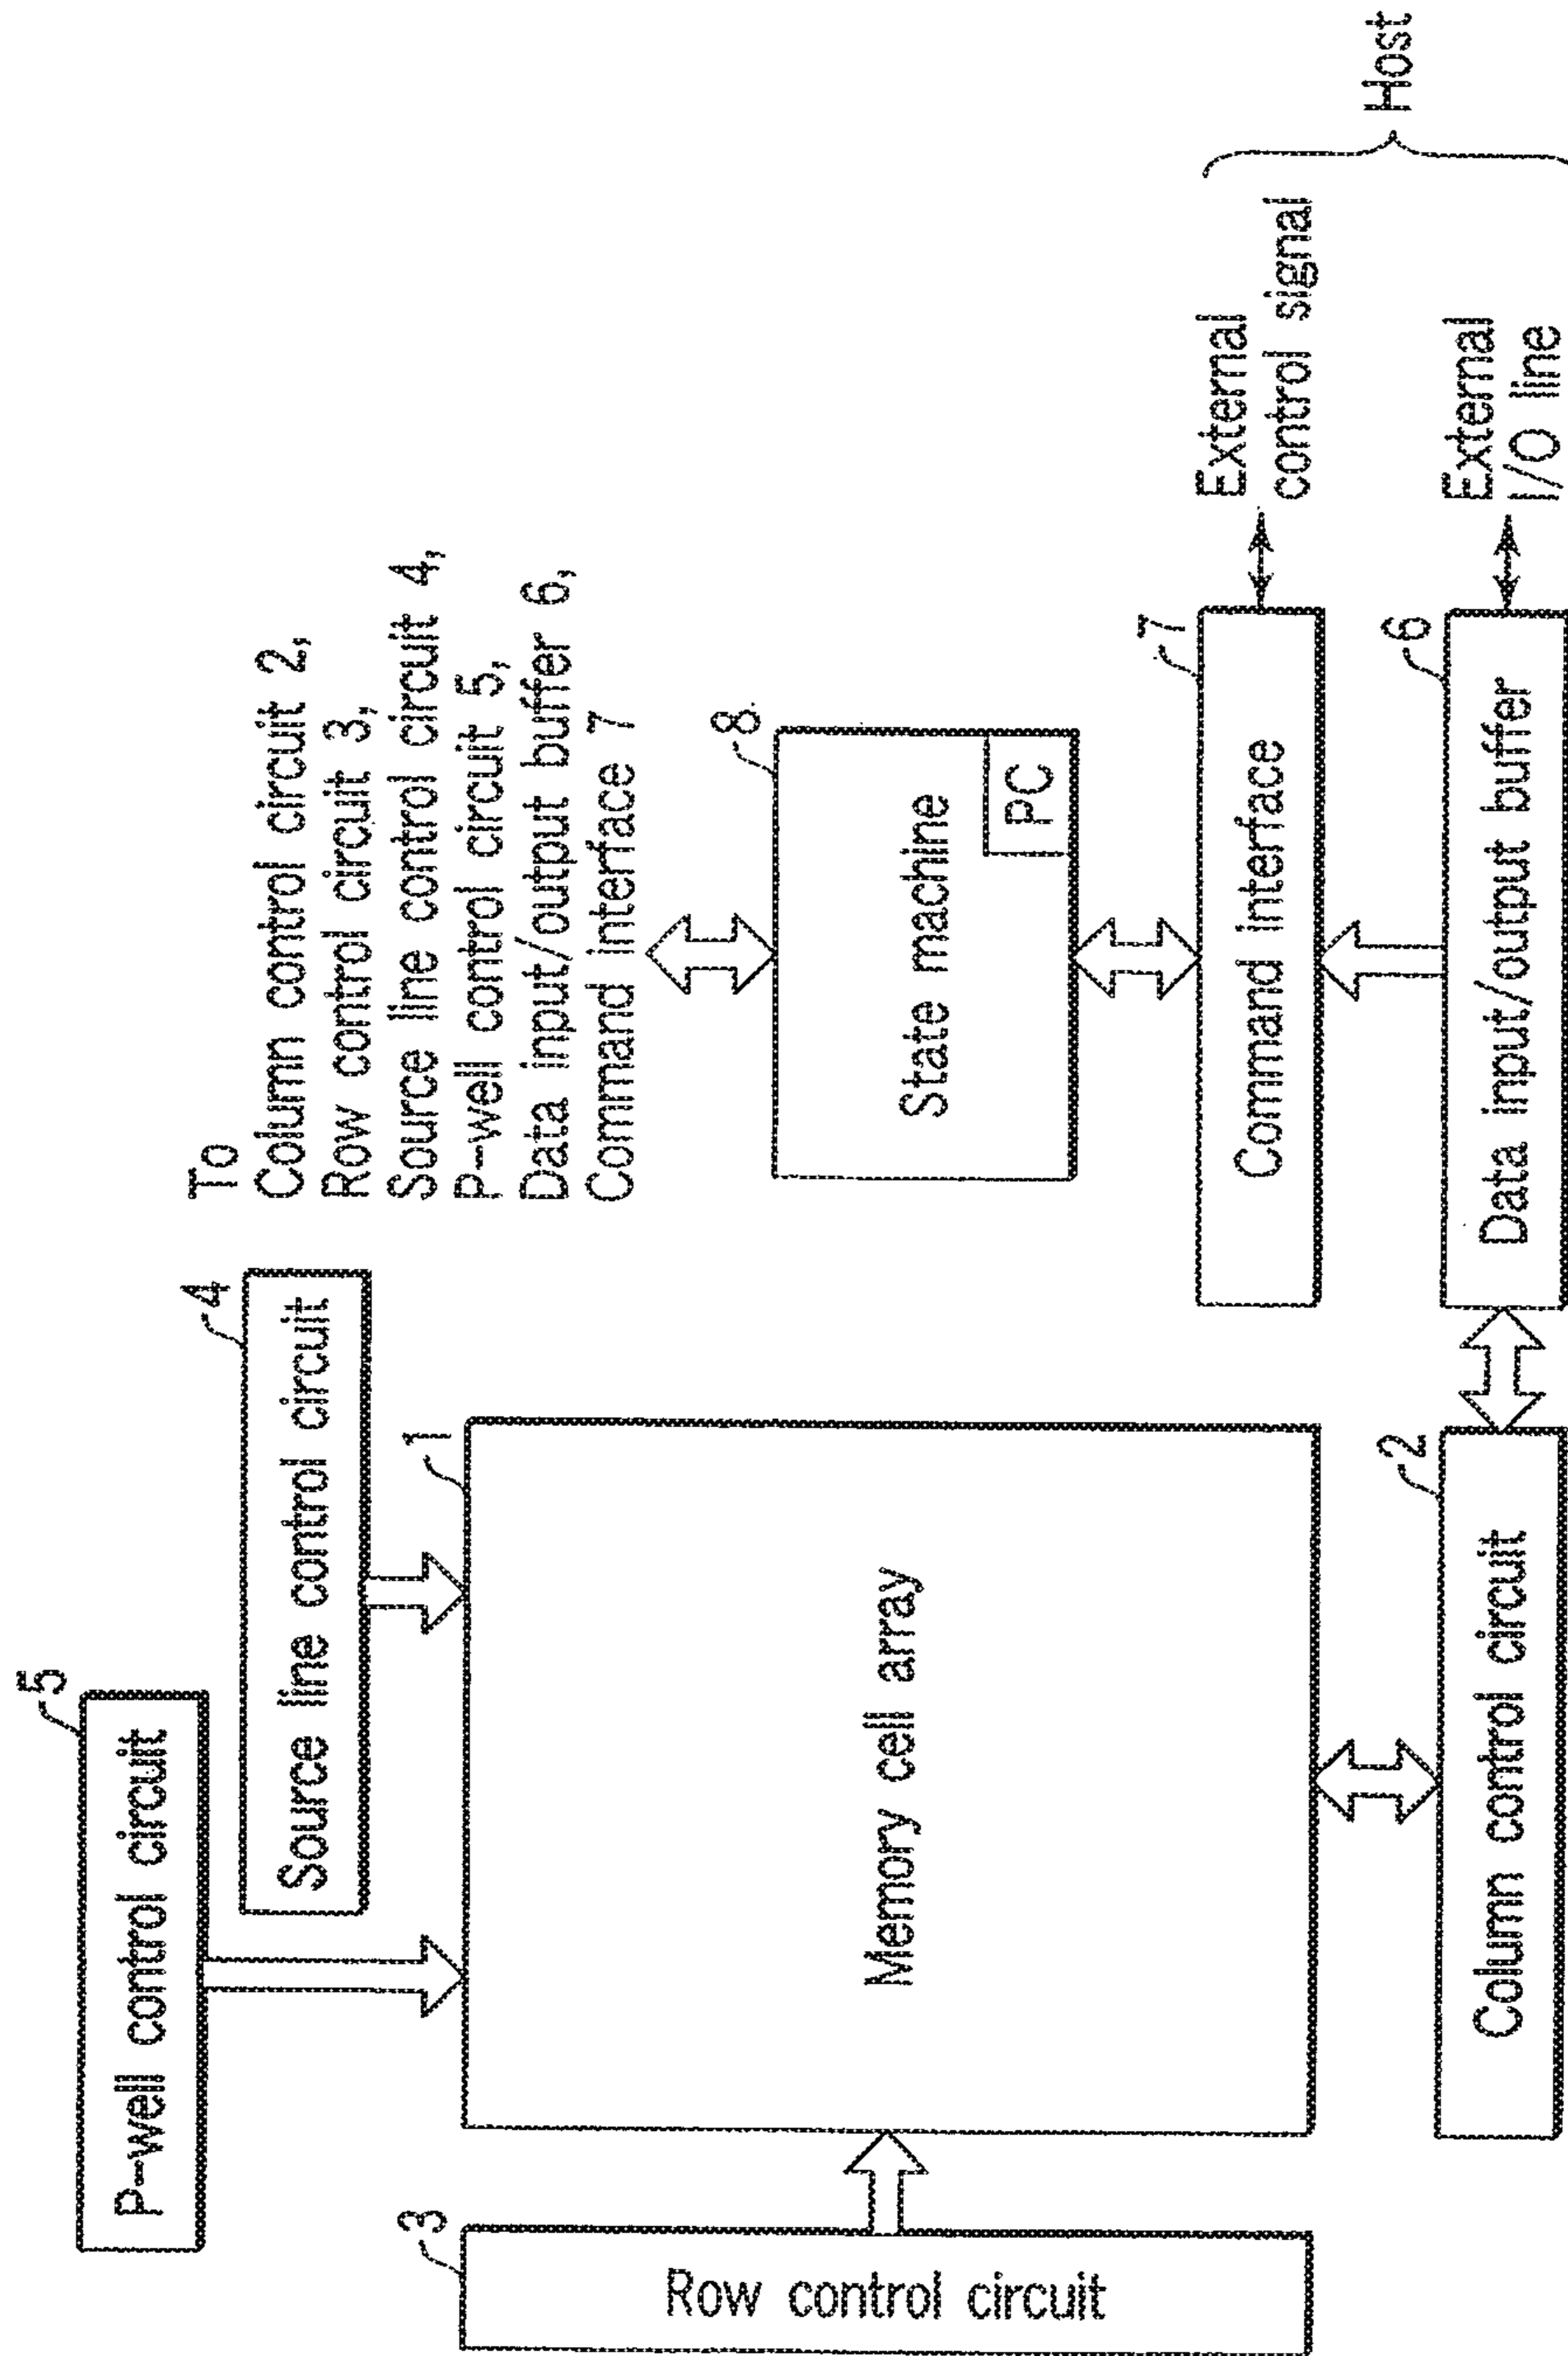 P-well control circuit
5
Source line control circuit
4
To
Column control circuit 2,
Row control circuit 3,
Source line control circuit 4,
P-well control circuit 5,
Data input/output buffer 6,
Command interface 7
3
Row control circuit
1
Memory cell array
8
State machine
PC
7
Command interface
External
control signal
Host
2
Column control circuit
6
Data input/output buffer
External
I/O line